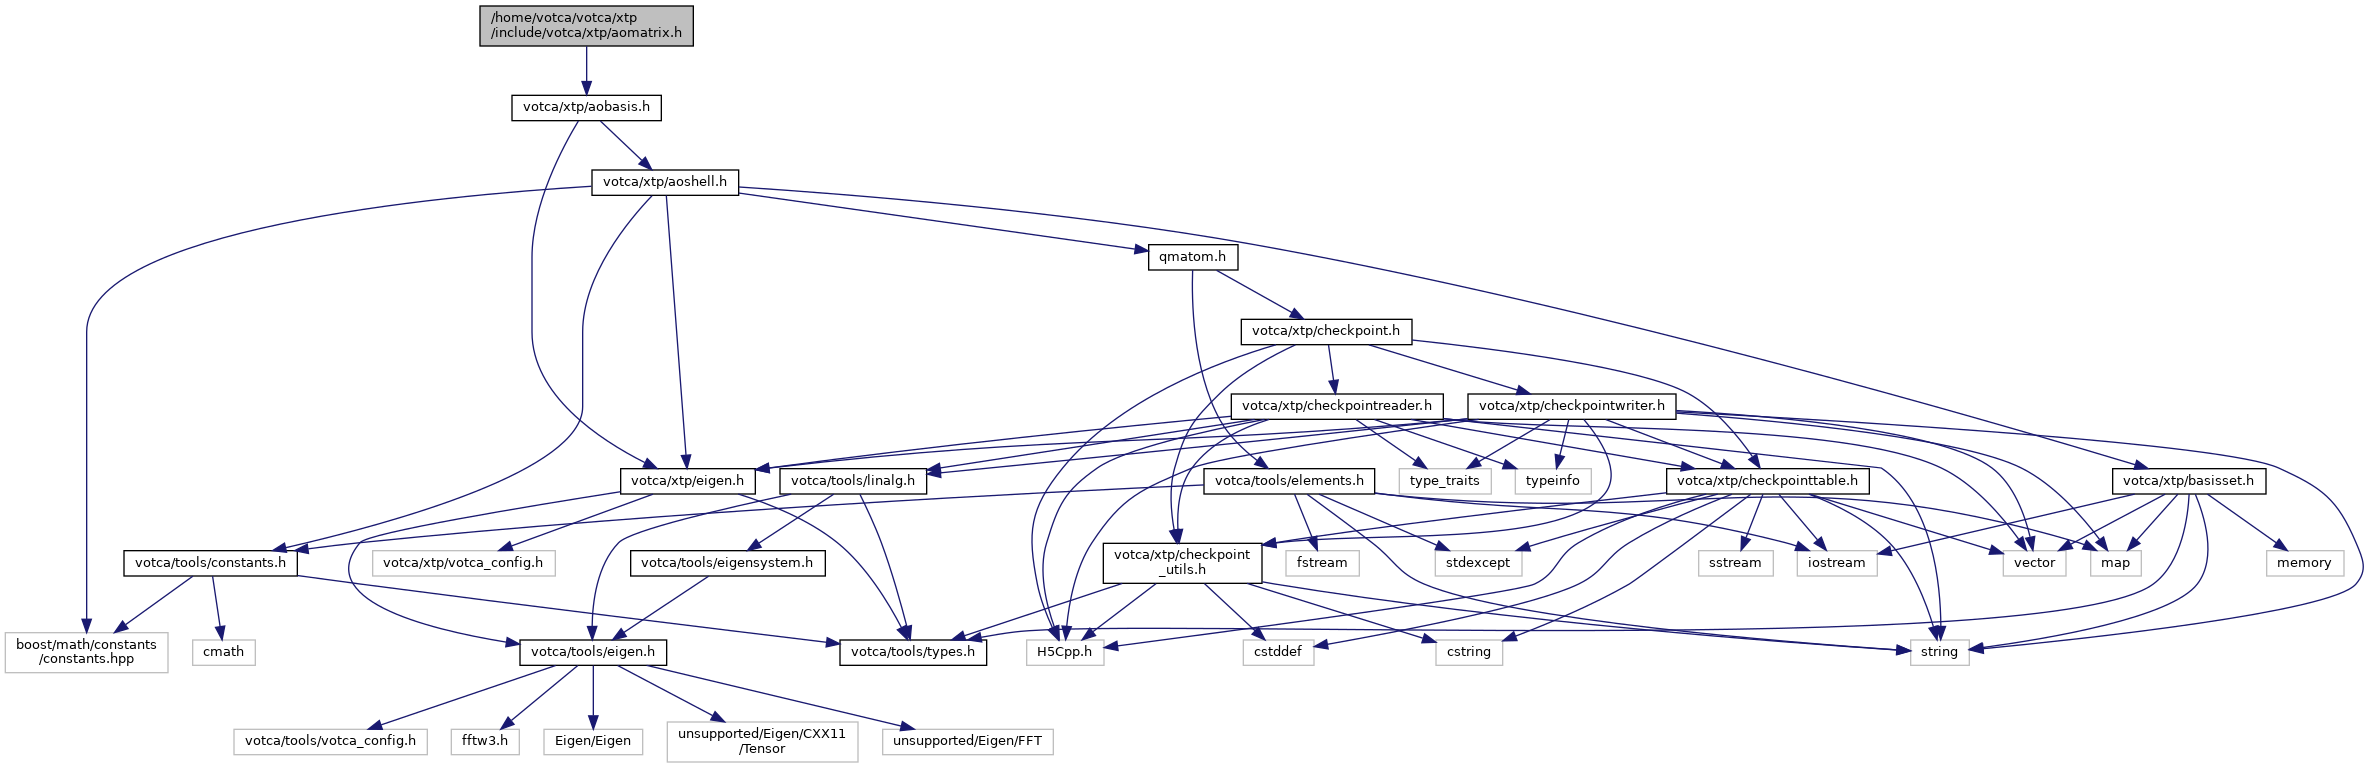 /home/votca/votca/xtp
/include/votca/xtp/aomatrix.h
votca/xtp/aobasis.h
votca/xtp/aoshell.h
qmatom.h
votca/xtp/checkpoint.h
votca/xtp/checkpointreader.h
votca/xtp/checkpointwriter.h
votca/xtp/eigen.h
votca/tools/linalg.h
votca/tools/elements.h
type_traits
typeinfo
votca/xtp/checkpointtable.h
votca/xtp/basisset.h
votca/tools/constants.h
votca/xtp/votca_config.h
votca/tools/eigensystem.h
votca/xtp/checkpoint
_utils.h
fstream
stdexcept
sstream
iostream
vector
map
memory
boost/math/constants
/constants.hpp
cmath
votca/tools/eigen.h
votca/tools/types.h
H5Cpp.h
cstddef
cstring
string
votca/tools/votca_config.h
fftw3.h
Eigen/Eigen
unsupported/Eigen/CXX11
/Tensor
unsupported/Eigen/FFT